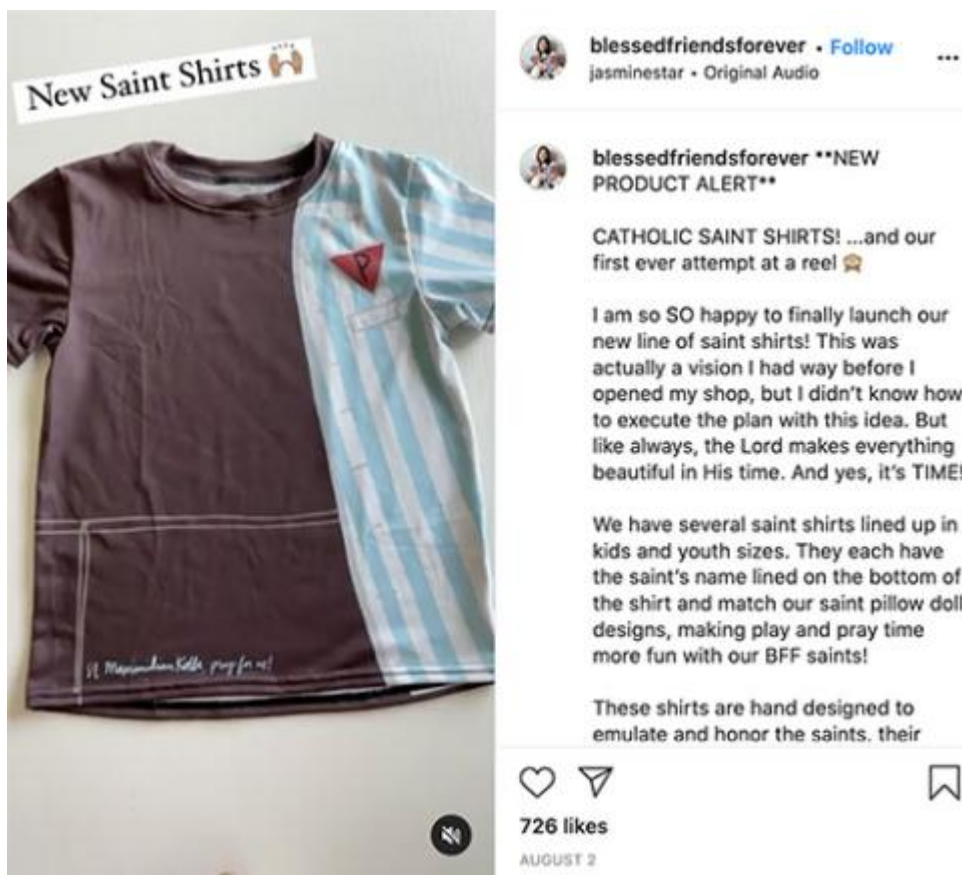 New Saint Shirts 🙌🏽
P
St. Maximilian Kolbe, pray for us!
blessedfriendsforever • Follow
jasminestar • Original Audio
blessedfriendsforever **NEW
PRODUCT ALERT**
CATHOLIC SAINT SHIRTS! ...and our
first ever attempt at a reel 🙈
I am so SO happy to finally launch our
new line of saint shirts! This was
actually a vision I had way before I
opened my shop, but I didn't know how
to execute the plan with this idea. But
like always, the Lord makes everything
beautiful in His time. And yes, it's TIME!
We have several saint shirts lined up in
kids and youth sizes. They each have
the saint's name lined on the bottom of
the shirt and match our saint pillow doll
designs, making play and pray time
more fun with our BFF saints!
These shirts are hand designed to
emulate and honor the saints, their
726 likes
AUGUST 2